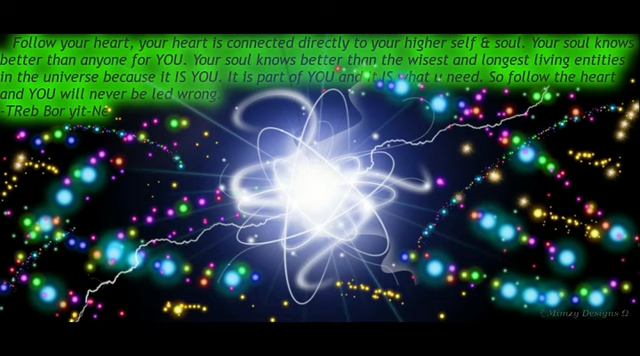 Follow your heart, your heart is connected directly to your higher self & soul. Your soul knows
better than anyone for YOU. Your soul knows better than the wisest and longest living entities
in the universe because it IS YOU. It is part of YOU and it IS what u need. So follow the heart
and YOU will never be led wrong.
-TReb Bor yit-Ne
©Mimzy Designs Ω